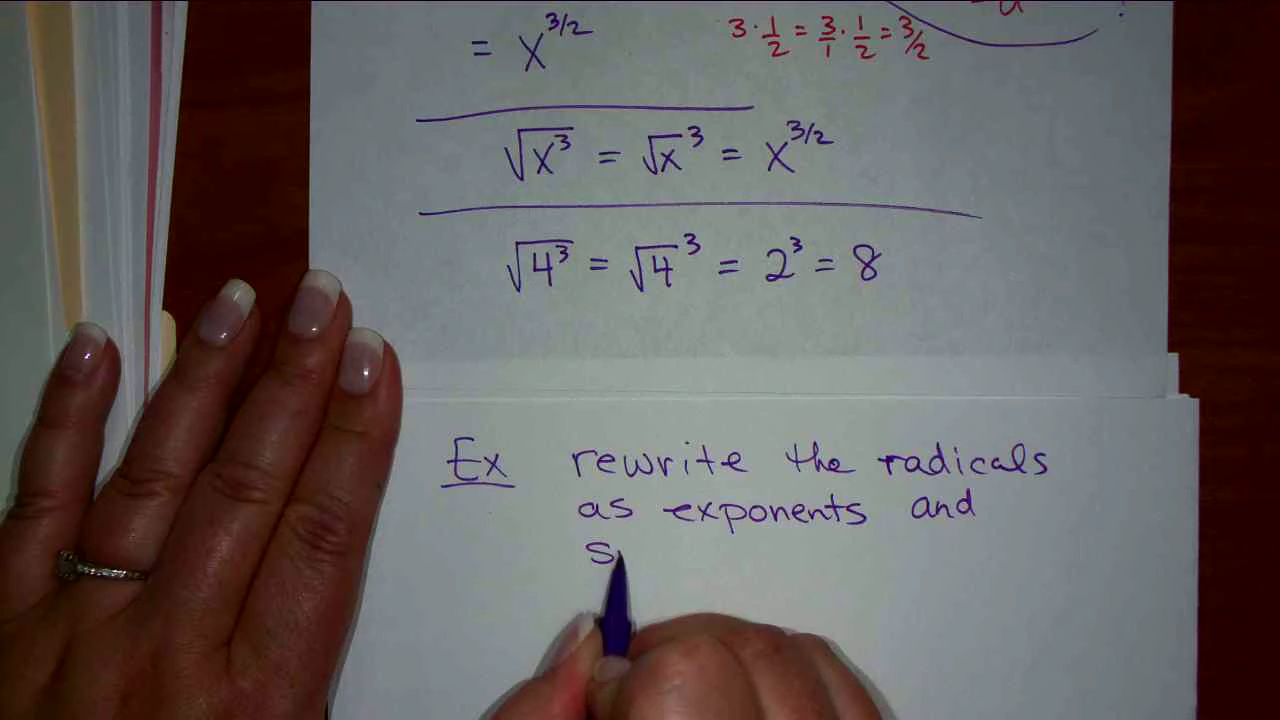 = x^{3/2} 3 · 1/2 = 3/1 · 1/2 = 3/2
√x³ = √x ³ = x^{3/2}
√4³ = √4 ³ = 2³ = 8
Ex rewrite the radicals
as exponents and
s